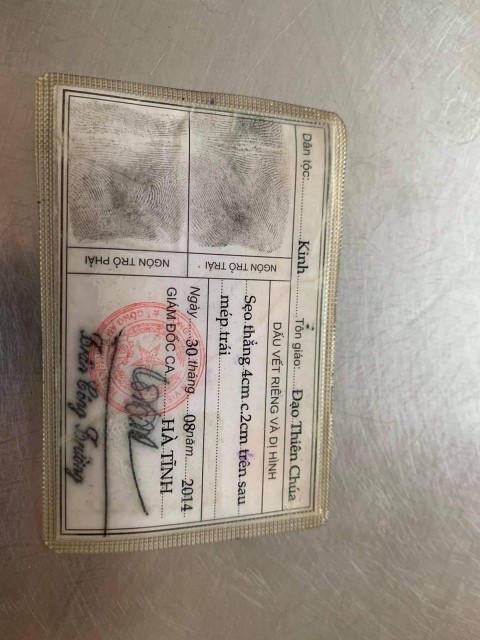 Dân tộc: Kinh Tôn giáo: Đạo Thiên Chúa
NGÓN TRỎ TRÁI
NGÓN TRỎ PHẢI
DẤU VẾT RIÊNG VÀ DỊ HÌNH
Sẹo thẳng 4cm c.2cm trên sau
mép trái
Ngày 30 tháng 08 năm 2014
GIÁM ĐỐC CA HÀ TĨNH